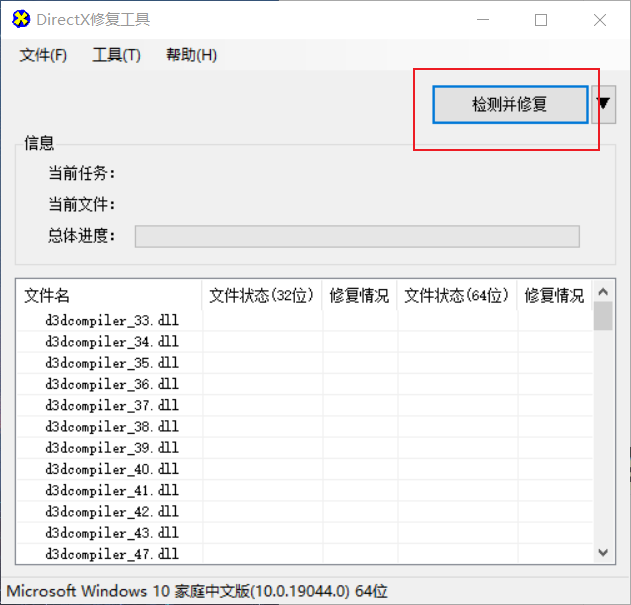 DirectX修复工具
文件(F) 工具(T) 帮助(H)
检测并修复
信息
当前任务:
当前文件:
总体进度:
文件名 文件状态(32位) 修复情况 文件状态(64位) 修复情况
d3dcompiler_33.dll
d3dcompiler_34.dll
d3dcompiler_35.dll
d3dcompiler_36.dll
d3dcompiler_37.dll
d3dcompiler_38.dll
d3dcompiler_39.dll
d3dcompiler_40.dll
d3dcompiler_41.dll
d3dcompiler_42.dll
d3dcompiler_43.dll
d3dcompiler_47.dll
Microsoft Windows 10 家庭中文版(10.0.19044.0) 64位